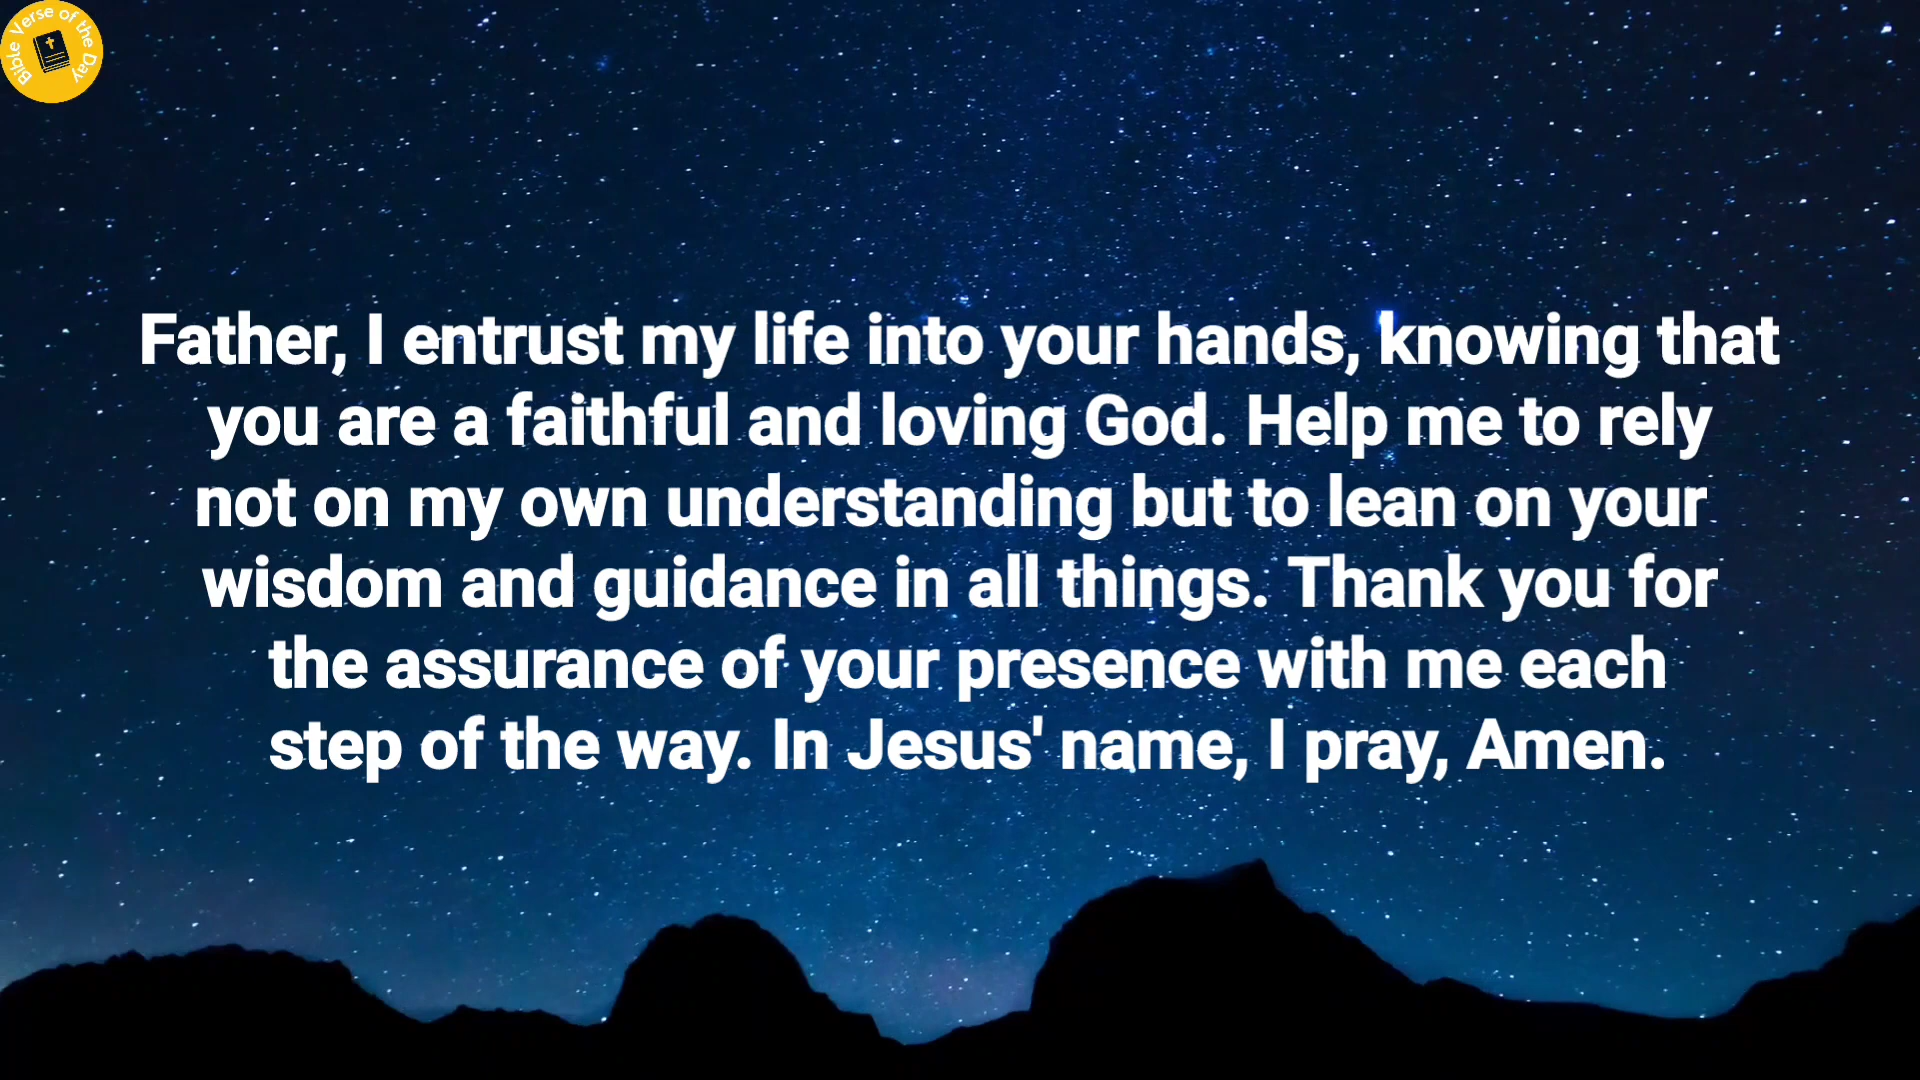 Bible Verse of the Day
Father, I entrust my life into your hands, knowing that
you are a faithful and loving God. Help me to rely
not on my own understanding but to lean on your
wisdom and guidance in all things. Thank you for
the assurance of your presence with me each
step of the way. In Jesus' name, I pray, Amen.